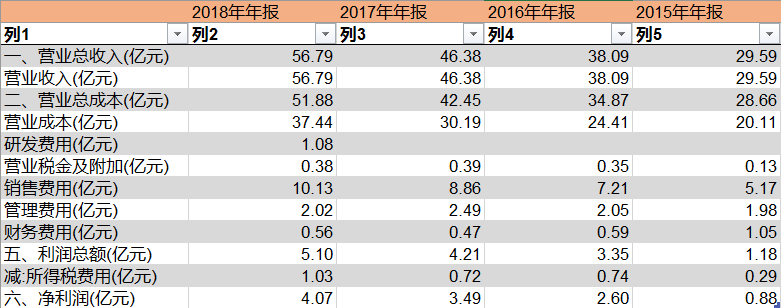 2018年年报 2017年年报 2016年年报 2015年年报
列1 列2 列3 列4 列5
一、营业总收入(亿元) 56.79 46.38 38.09 29.59
营业收入(亿元) 56.79 46.38 38.09 29.59
二、营业总成本(亿元) 51.88 42.45 34.87 28.66
营业成本(亿元) 37.44 30.19 24.41 20.11
研发费用(亿元) 1.08
营业税金及附加(亿元) 0.38 0.39 0.35 0.13
销售费用(亿元) 10.13 8.86 7.21 5.17
管理费用(亿元) 2.02 2.49 2.05 1.98
财务费用(亿元) 0.56 0.47 0.59 1.05
五、利润总额(亿元) 5.10 4.21 3.35 1.18
减:所得税费用(亿元) 1.03 0.72 0.74 0.29
六、净利润(亿元) 4.07 3.49 2.60 0.88